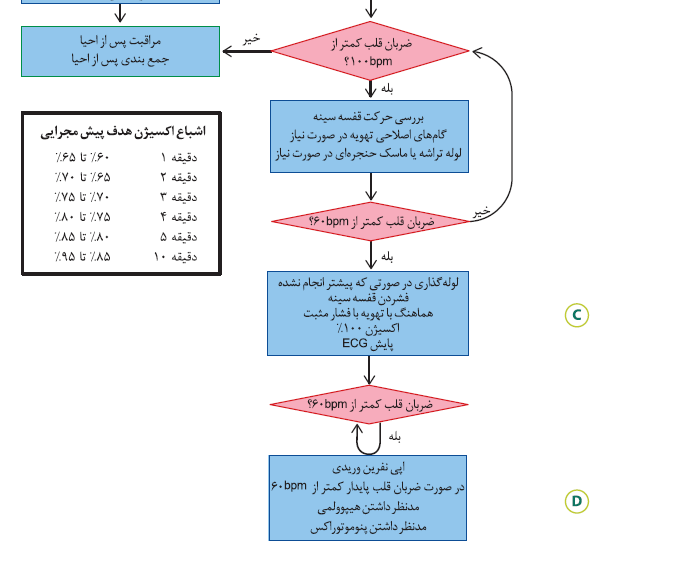 ضربان قلب کمتر از
۱۰۰bpm؟
خیر
مراقبت پس از احیا
جمع بندی پس از احیا
بله
بررسی حرکت قفسه سینه
گام‌های اصلاحی تهویه در صورت نیاز
لوله تراشه یا ماسک حنجره‌ای در صورت نیاز
اشباع اکسیژن هدف پیش مجرایی
دقیقه ۱ ۶۰٪ تا ۶۵٪
دقیقه ۲ ۶۵٪ تا ۷۰٪
دقیقه ۳ ۷۰٪ تا ۷۵٪
دقیقه ۴ ۷۵٪ تا ۸۰٪
دقیقه ۵ ۸۰٪ تا ۸۵٪
دقیقه ۱۰ ۸۵٪ تا ۹۵٪
ضربان قلب کمتر از ۶۰bpm؟
خیر
بله
لوله‌گذاری در صورتی که پیشتر انجام نشده
فشردن قفسه سینه
هماهنگ با تهویه با فشار مثبت
اکسیژن ۱۰۰٪
پایش ECG
C
ضربان قلب کمتر از ۶۰bpm؟
بله
اپی نفرین وریدی
در صورت ضربان قلب پایدار کمتر از ۶۰bpm
مدنظر داشتن هیپوولمی
مدنظر داشتن پنوموتوراکس
D